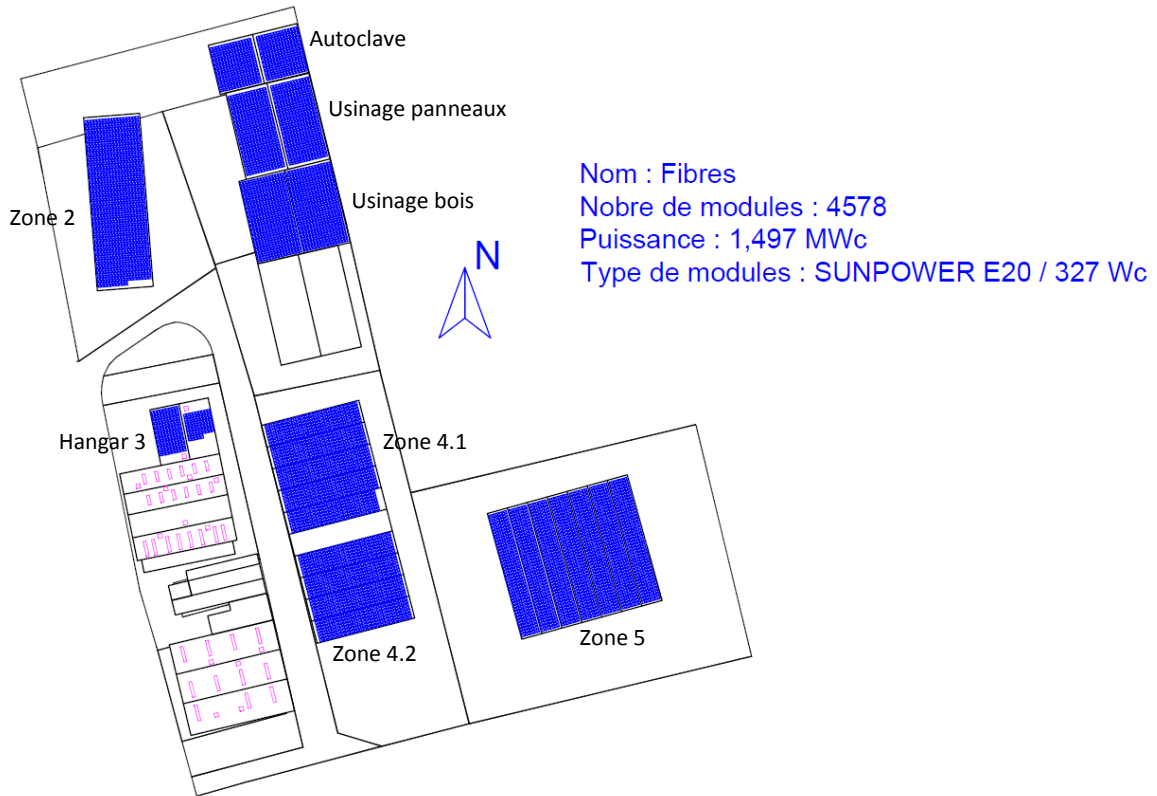 Autoclave
Usinage panneaux
Usinage bois
Zone 2
Nom : Fibres
Nobre de modules : 4578
Puissance : 1,497 MWc
Type de modules : SUNPOWER E20 / 327 Wc
N
Hangar 3
Zone 4.1
Zone 4.2
Zone 5